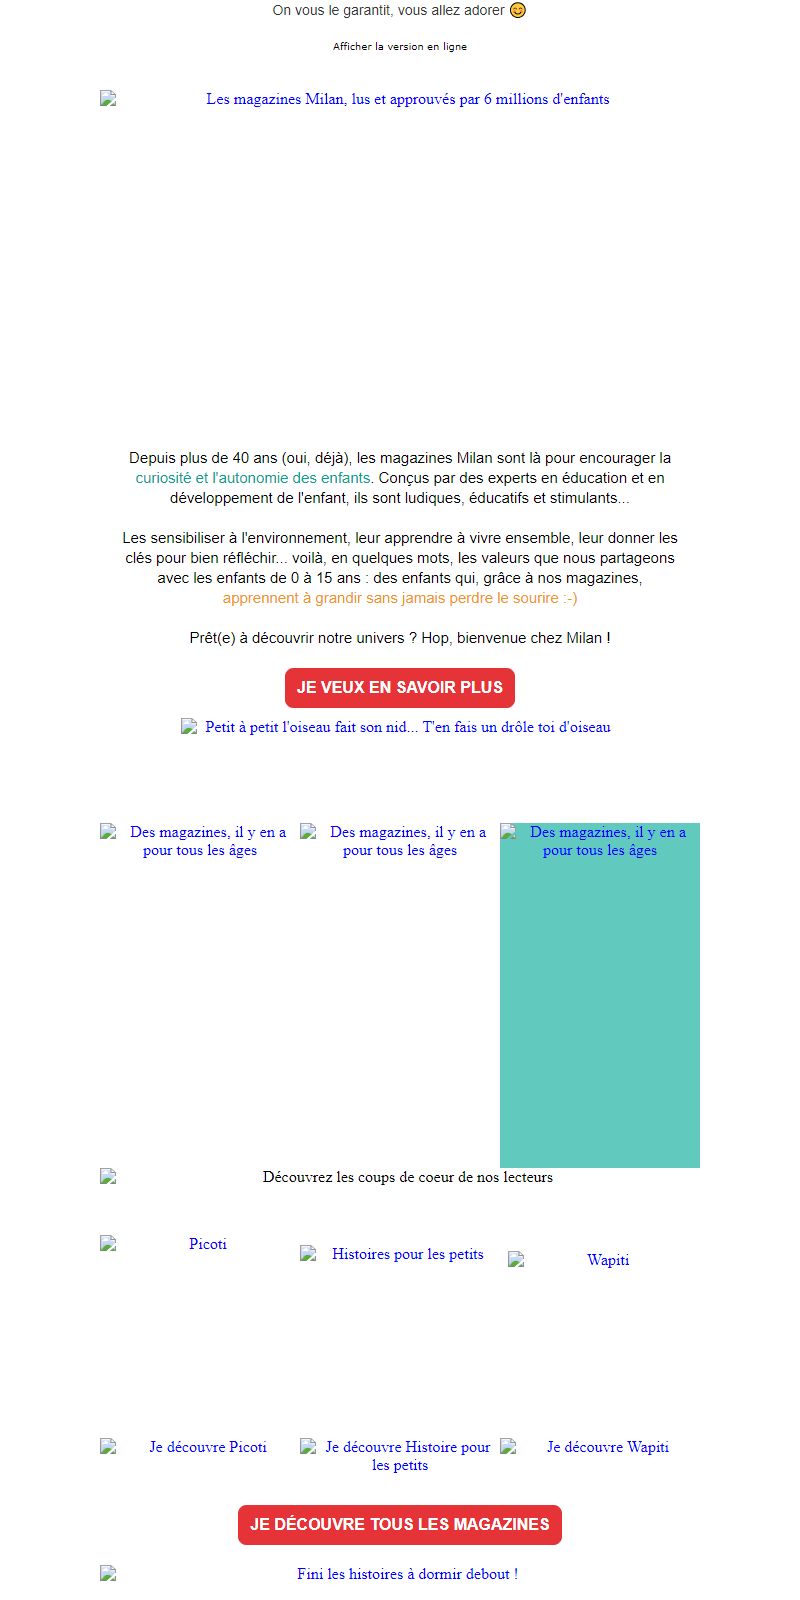 On vous le garantit, vous allez adorer 😊
Afficher la version en ligne
Les magazines Milan, lus et approuvés par 6 millions d'enfants
Depuis plus de 40 ans (oui, déjà), les magazines Milan sont là pour encourager la
curiosité et l'autonomie des enfants. Conçus par des experts en éducation et en
développement de l'enfant, ils sont ludiques, éducatifs et stimulants...
Les sensibiliser à l'environnement, leur apprendre à vivre ensemble, leur donner les
clés pour bien réfléchir... voilà, en quelques mots, les valeurs que nous partageons
avec les enfants de 0 à 15 ans : des enfants qui, grâce à nos magazines,
apprennent à grandir sans jamais perdre le sourire :-)
Prêt(e) à découvrir notre univers ? Hop, bienvenue chez Milan !
JE VEUX EN SAVOIR PLUS
Petit à petit l'oiseau fait son nid... T'en fais un drôle toi d'oiseau
Des magazines, il y en a
pour tous les âges
Des magazines, il y en a
pour tous les âges
Des magazines, il y en a
pour tous les âges
Découvrez les coups de coeur de nos lecteurs
Picoti
Histoires pour les petits
Wapiti
Je découvre Picoti
Je découvre Histoire pour
les petits
Je découvre Wapiti
JE DÉCOUVRE TOUS LES MAGAZINES
Fini les histoires à dormir debout !